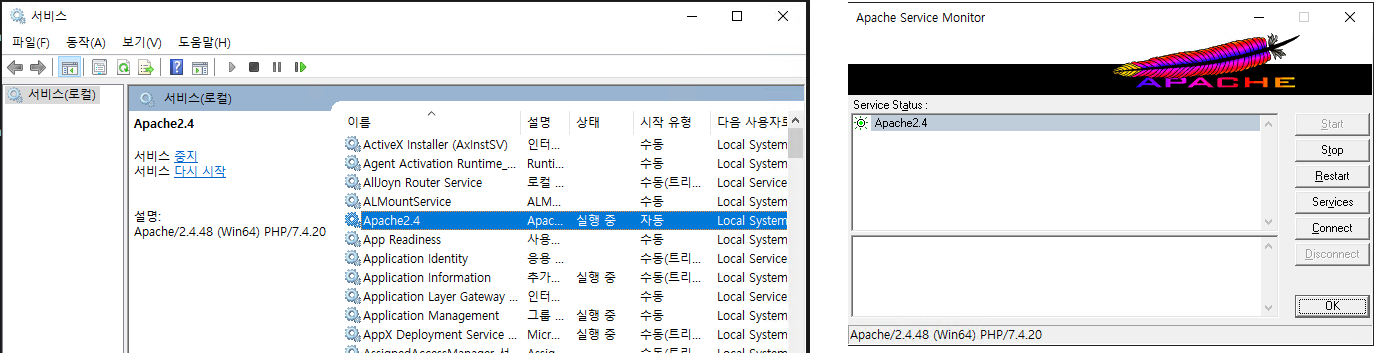 서비스
파일(F) 동작(A) 보기(V) 도움말(H)
서비스(로컬)
서비스(로컬)
Apache2.4
서비스 중지
서비스 다시 시작
설명:
Apache/2.4.48 (Win64) PHP/7.4.20
이름 설명 상태 시작 유형 다음 사용자로
ActiveX Installer (AxInstSV) 인터... 수동 Local System
Agent Activation Runtime_... Runti... 수동 Local System
AllJoyn Router Service 로컬 ... 수동(트리... Local Service
ALMountService ALM... 수동 Local System
Apache2.4 Apac... 실행 중 자동 Local System
App Readiness 사용... 수동 Local System
Application Identity 응용 ... 수동(트리... Local Service
Application Information 추가... 실행 중 수동(트리... Local System
Application Layer Gateway ... 인터... 수동 Local Service
Application Management 그룹 ... 실행 중 수동 Local System
AppX Deployment Service ... Micr... 실행 중 수동(트리... Local System
Apache Service Monitor
APACHE
Service Status :
Apache2.4
Start
Stop
Restart
Services
Connect
Disconnect
OK
Apache/2.4.48 (Win64) PHP/7.4.20